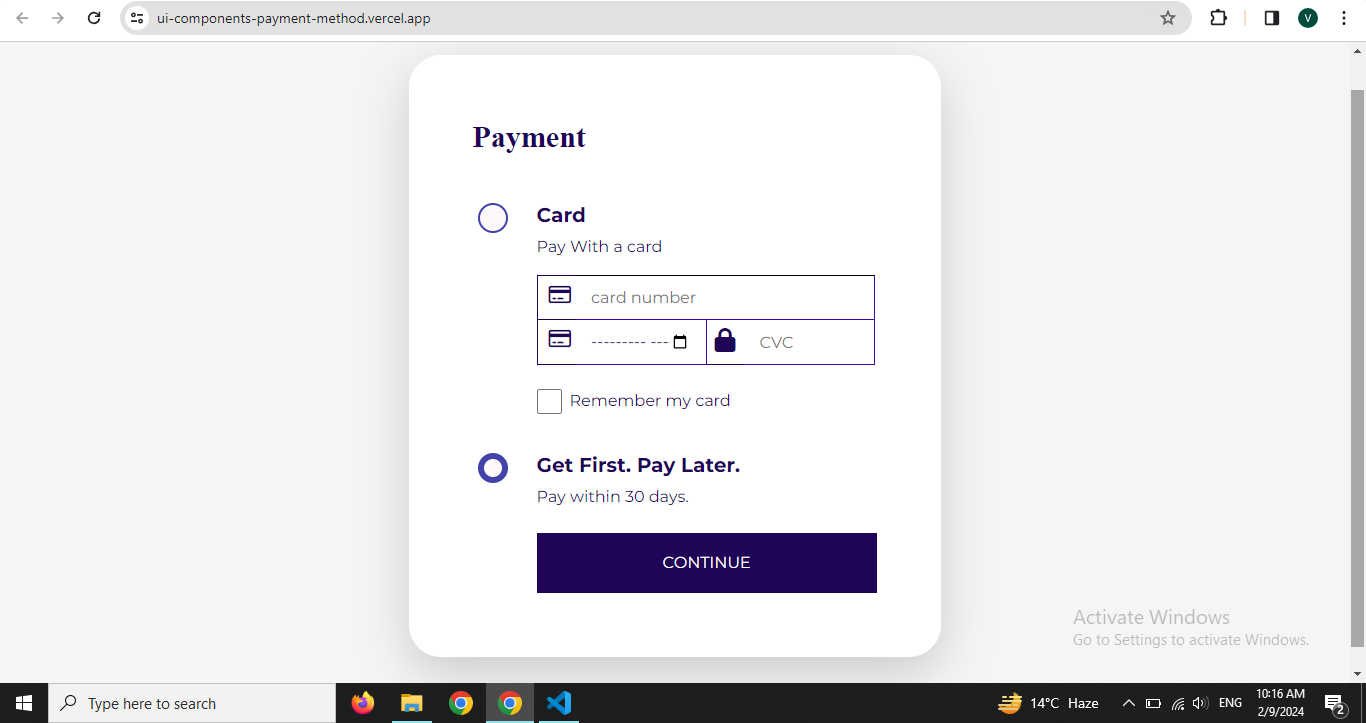 ui-components-payment-method.vercel.app
V
Payment
Card
Pay With a card
card number
--------- ----
CVC
Remember my card
Get First. Pay Later.
Pay within 30 days.
CONTINUE
Activate Windows
Go to Settings to activate Windows.
Type here to search
14°C Haze
ENG
10:16 AM
2/9/2024
2